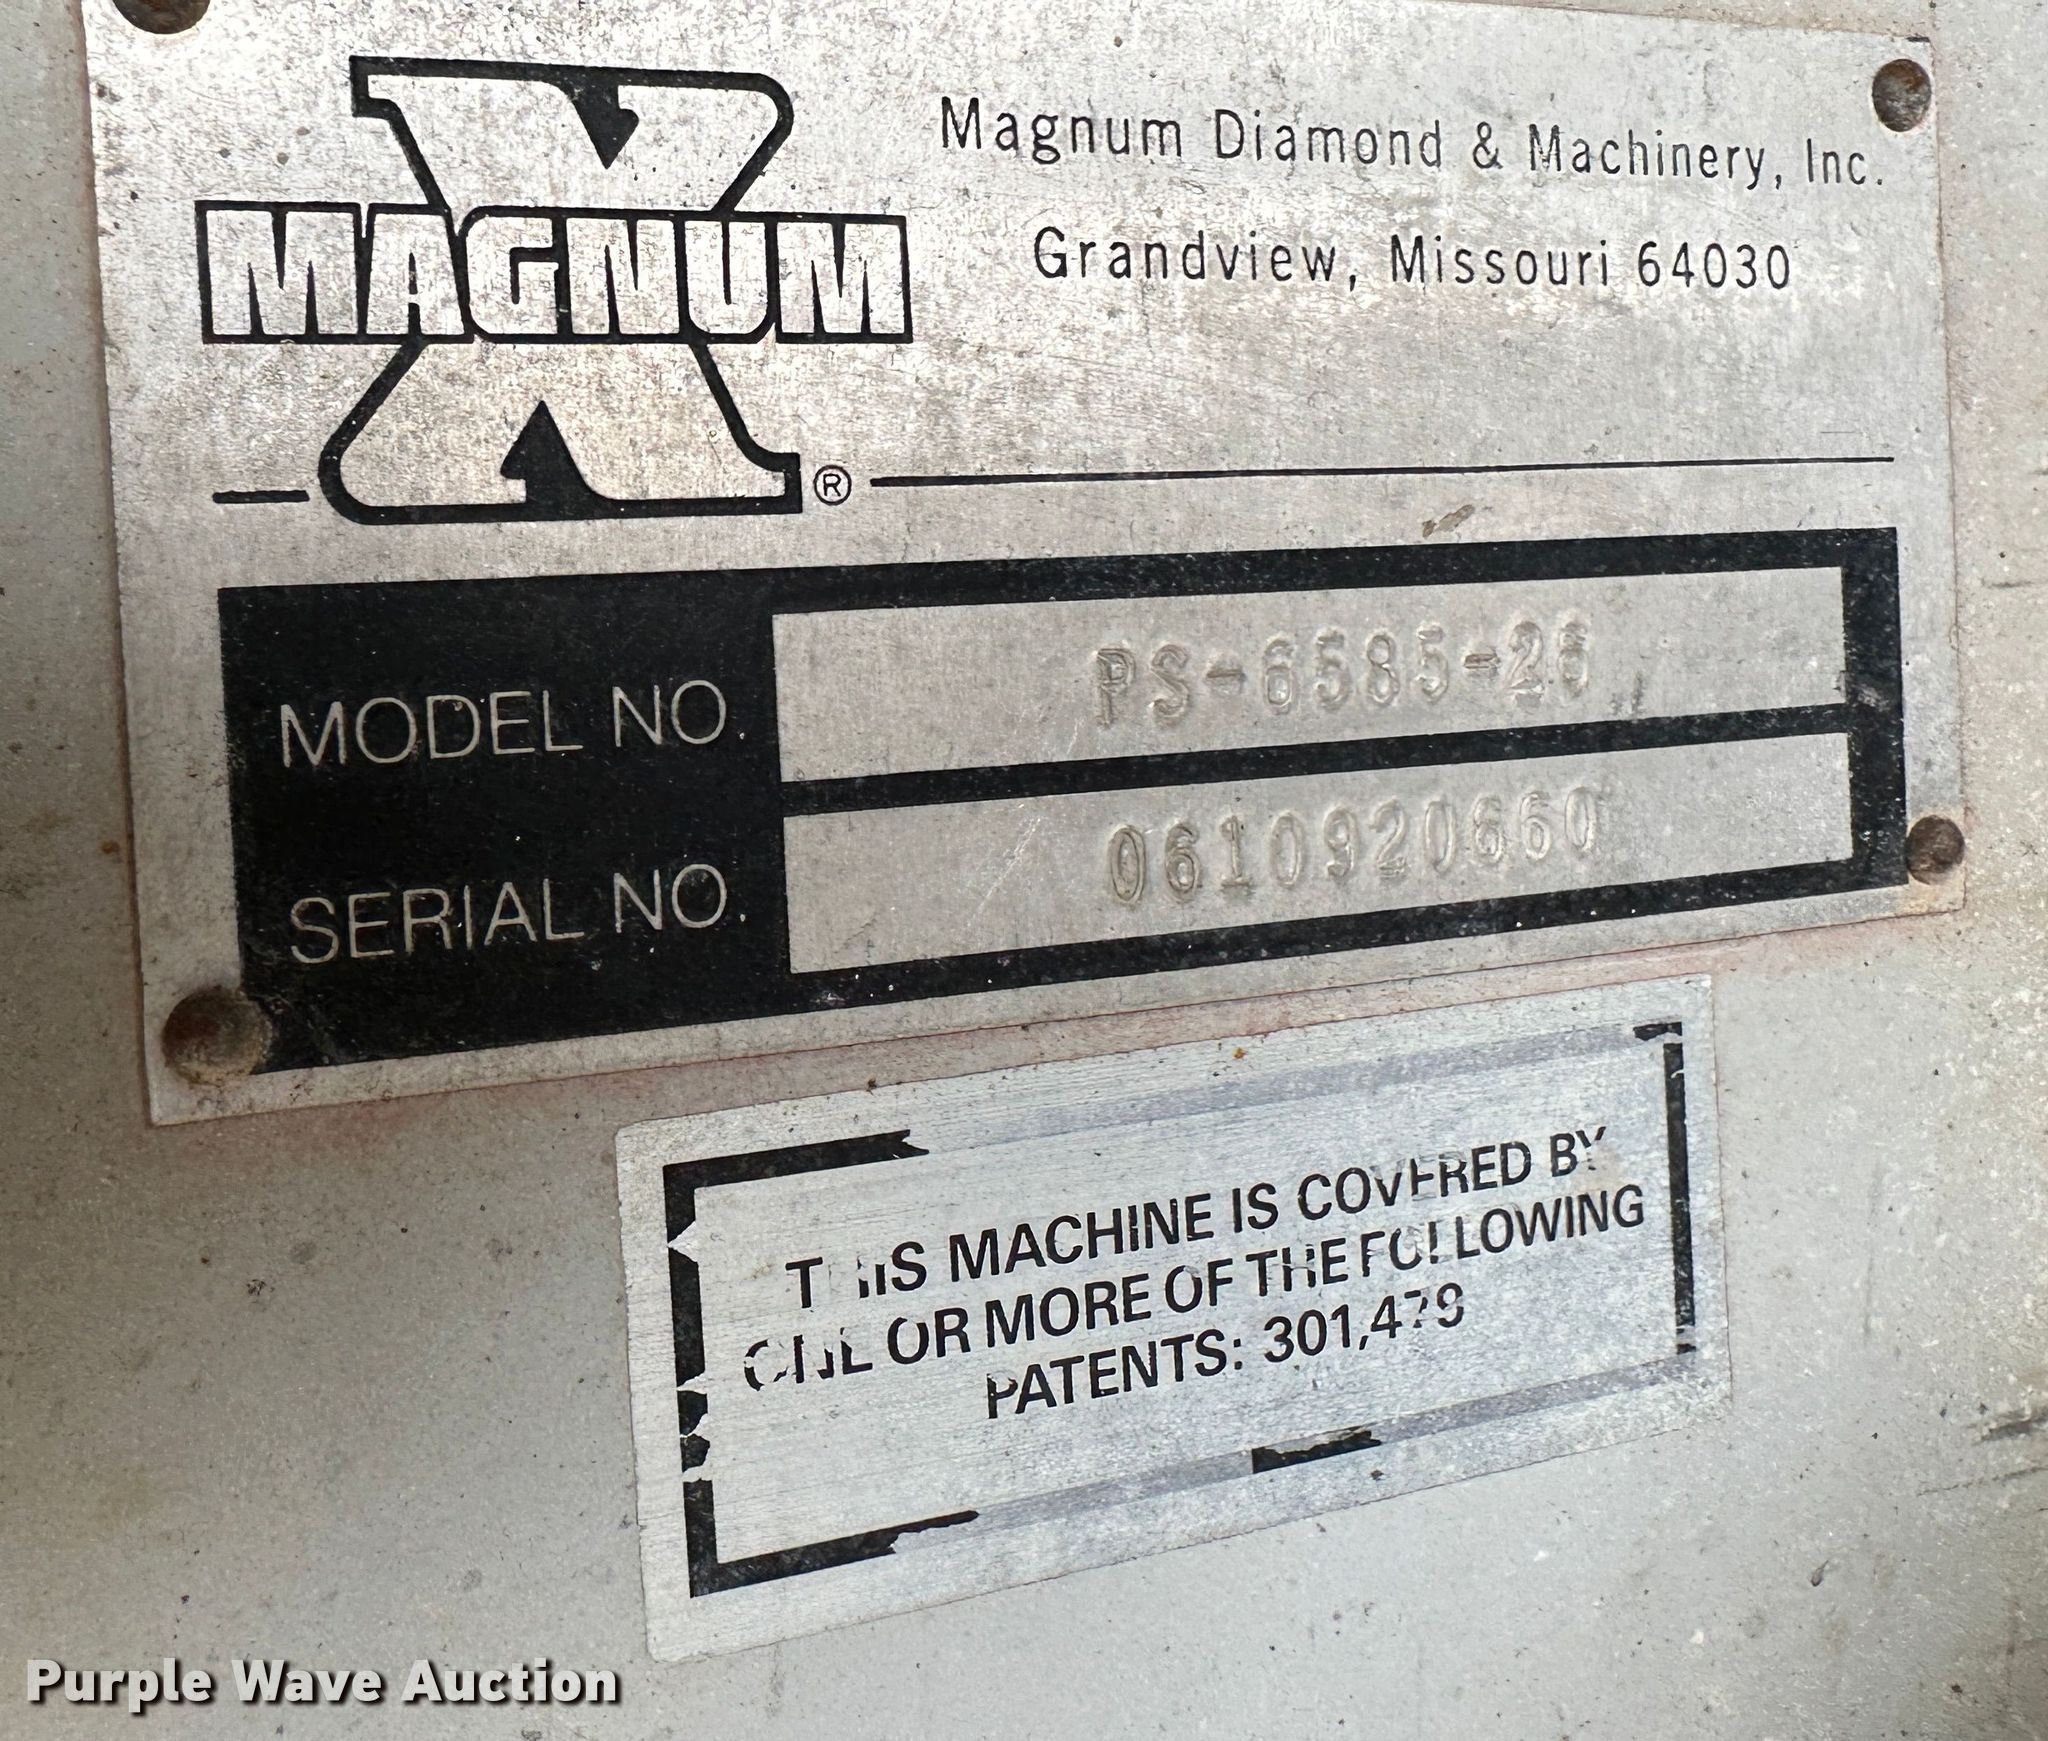 MAGNUM
®
Magnum Diamond & Machinery, Inc.
Grandview, Missouri 64030
MODEL NO. PS-6585-26
SERIAL NO. 0610920660
THIS MACHINE IS COVERED BY
ONE OR MORE OF THE FOLLOWING
PATENTS: 301,479
Purple Wave Auction